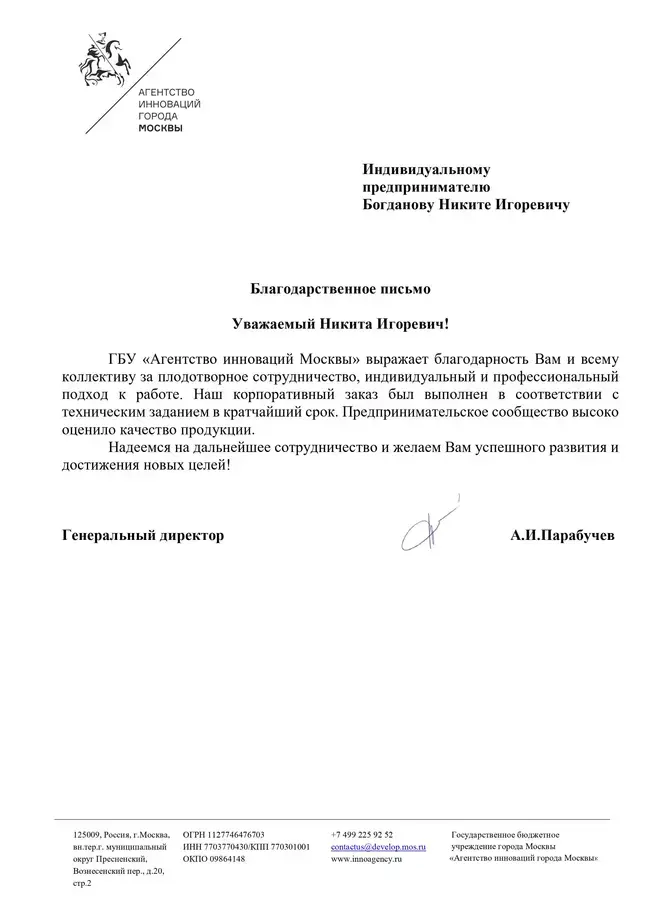 АГЕНТСТВО
ИННОВАЦИЙ
ГОРОДА
МОСКВЫ
Индивидуальному
предпринимателю
Богданову Никите Игоревичу
Благодарственное письмо
Уважаемый Никита Игоревич!
ГБУ «Агентство инноваций Москвы» выражает благодарность Вам и всему
коллективу за плодотворное сотрудничество, индивидуальный и профессиональный
подход к работе. Наш корпоративный заказ был выполнен в соответствии с
техническим заданием в кратчайший срок. Предпринимательское сообщество высоко
оценило качество продукции.
Надеемся на дальнейшее сотрудничество и желаем Вам успешного развития и
достижения новых целей!
Генеральный директор
А.И.Парабучев
125009, Россия, г.Москва,
вн.тер.г. муниципальный
округ Пресненский,
Вознесенский пер., д.20,
стр.2
ОГРН 1127746476703
ИНН 7703770430/КПП 770301001
ОКПО 09864148
+7 499 225 92 52
contactus@develop.mos.ru
www.innoagency.ru
Государственное бюджетное
учреждение города Москвы
«Агентство инноваций города Москвы»